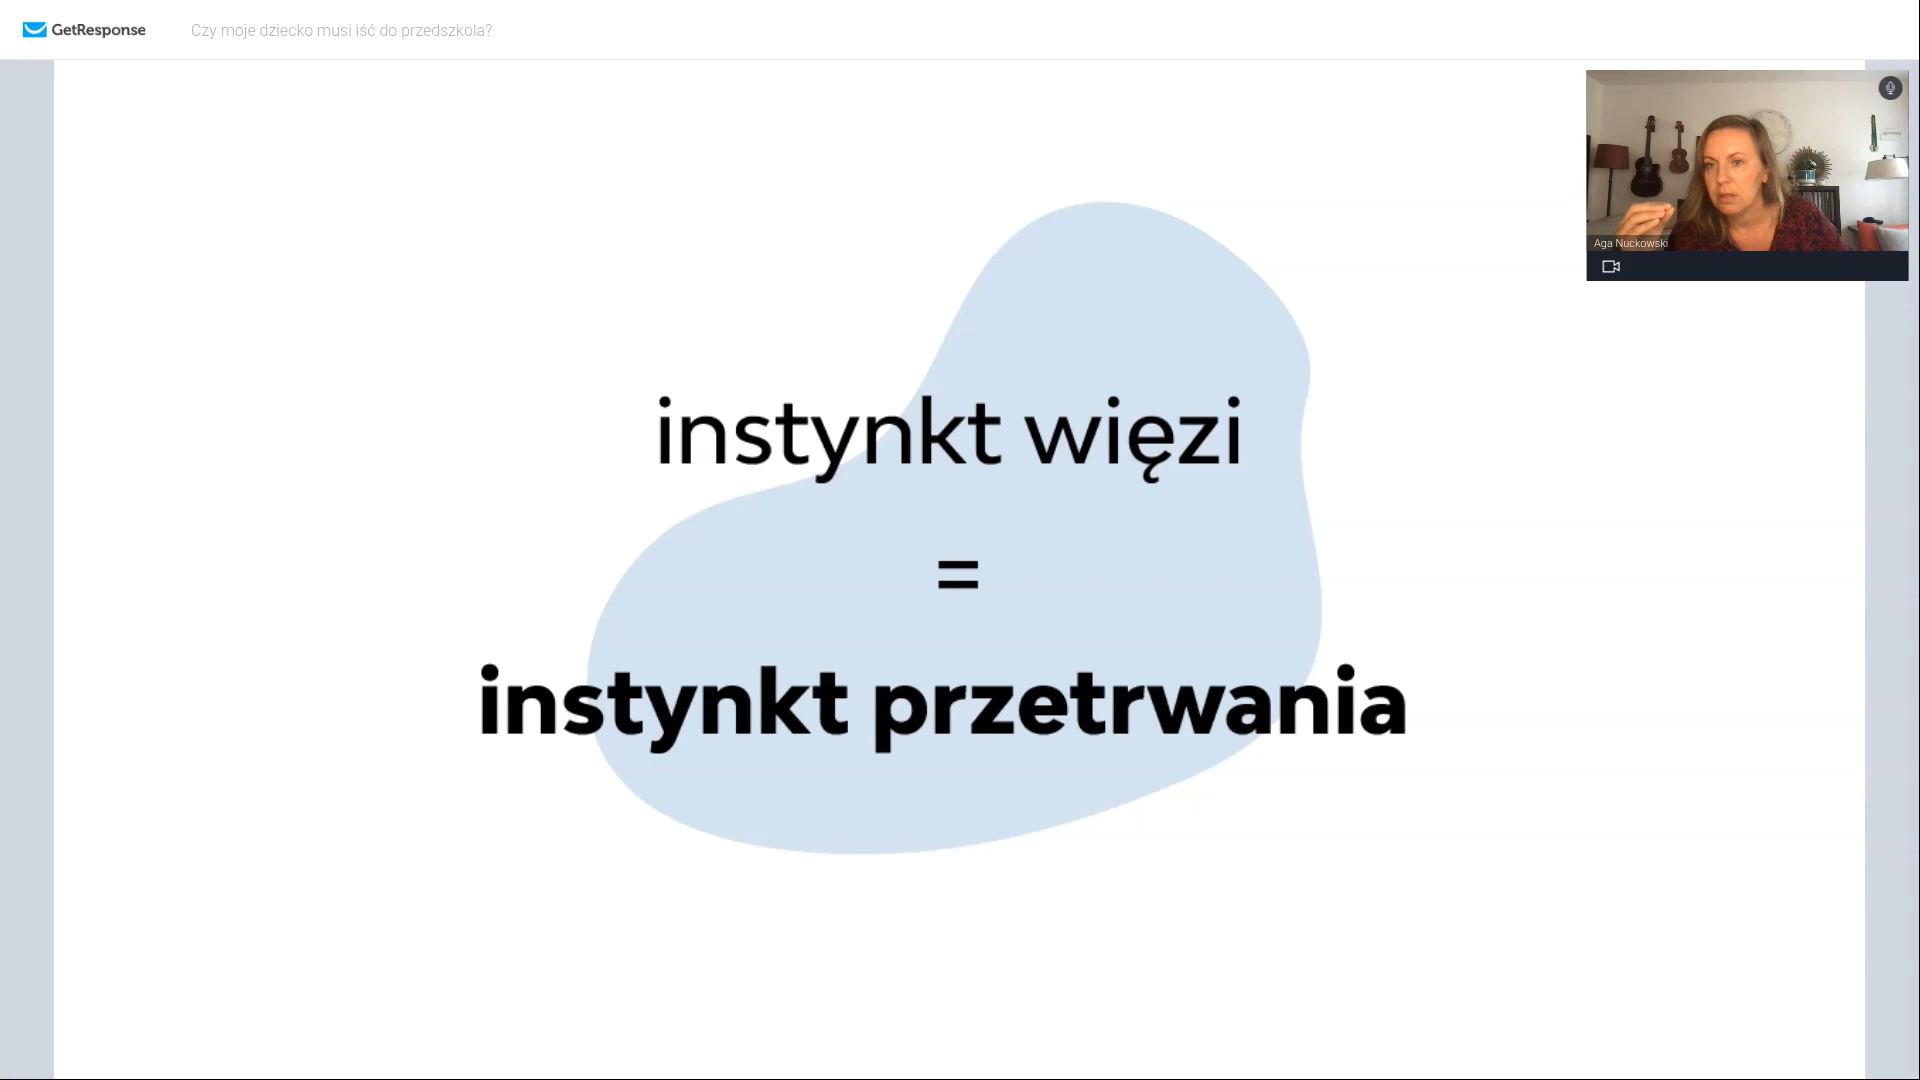 GetResponse
Czy moje dziecko musi iść do przedszkola?
Aga Nuckowski
instynkt więzi
=
instynkt przetrwania